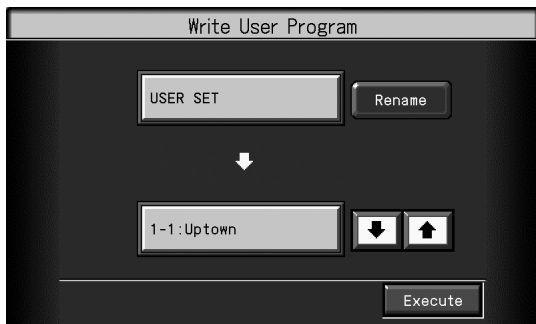 Write User Program
USER SET
Rename
1-1:Uptown
Execute